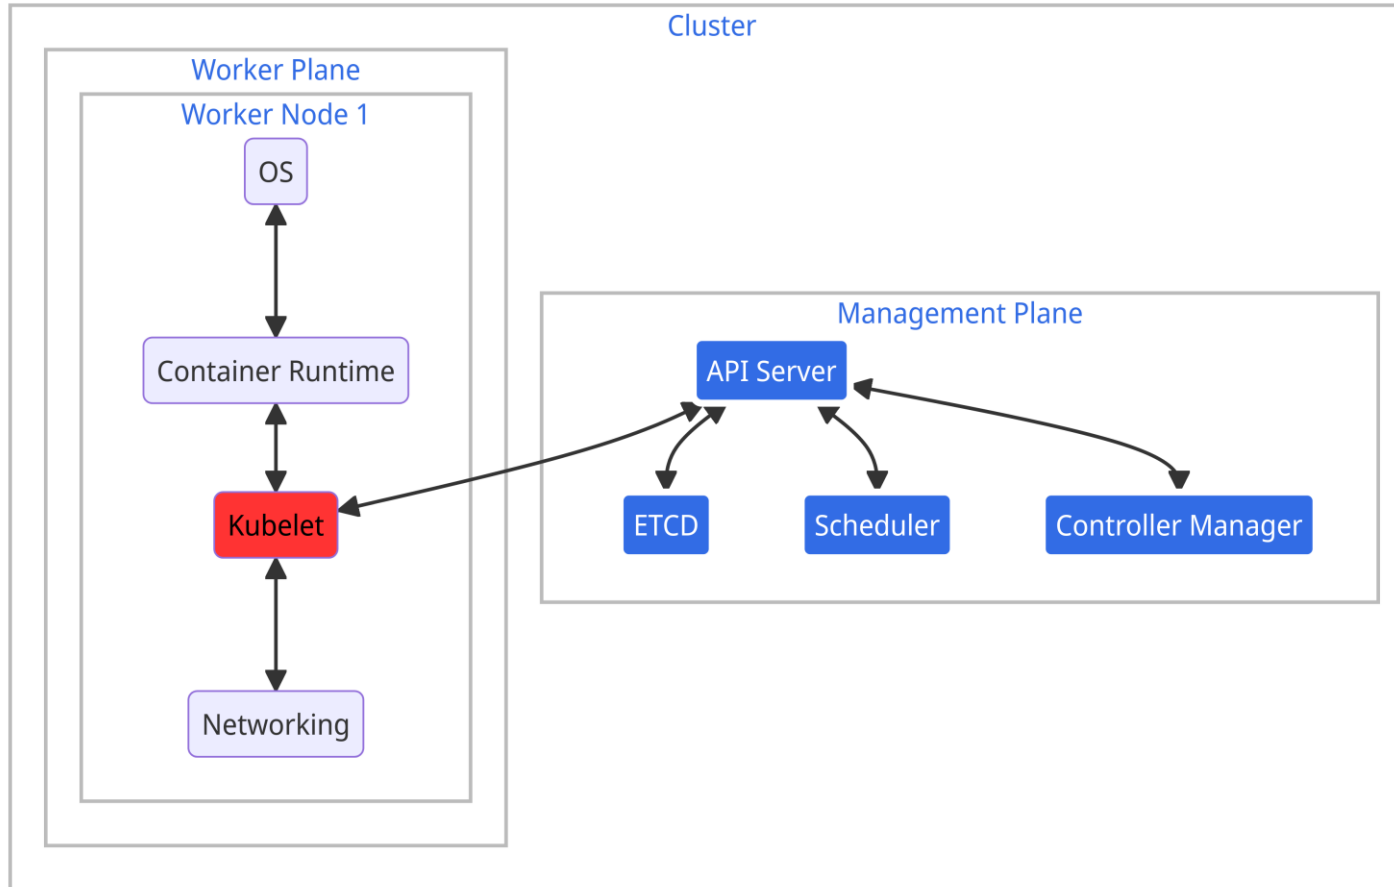 Cluster
Worker Plane
Worker Node 1
OS
Container Runtime
Kubelet
Networking
Management Plane
API Server
ETCD
Scheduler
Controller Manager